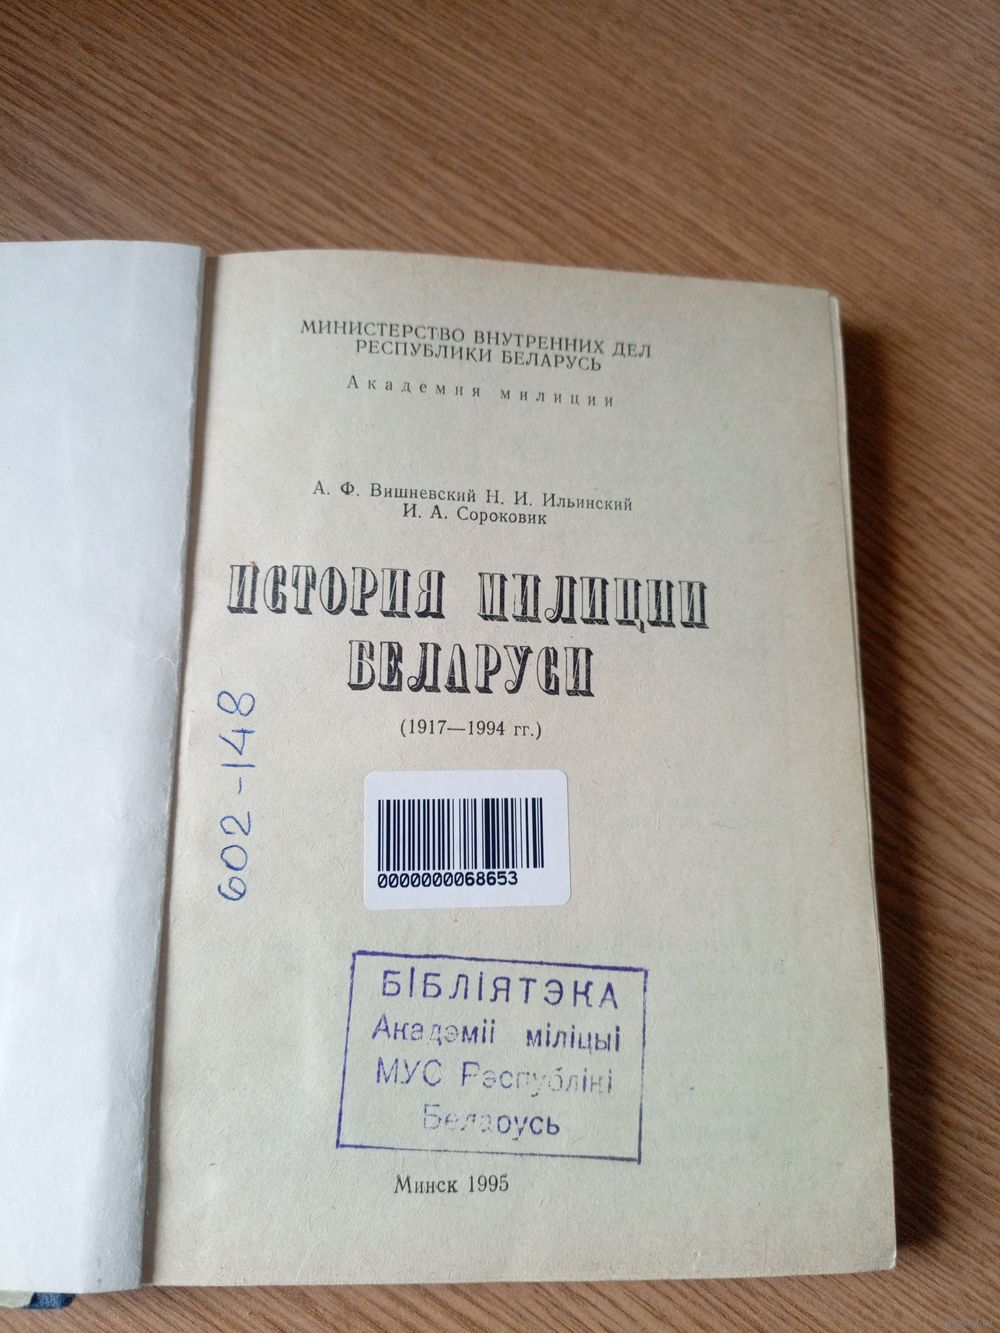 МИНИСТЕРСТВО ВНУТРЕННИХ ДЕЛ
РЕСПУБЛИКИ БЕЛАРУСЬ
Академия милиции
А. Ф. Вишневский Н. И. Ильинский
И. А. Сороковик
ИСТОРИЯ МИЛИЦИИ
БЕЛАРУСИ
(1917—1994 гг.)
602-148
0000000068653
БІБЛІЯТЭКА
Акадэміі міліцыі
МУС Рэспублікі
Беларусь
Минск 1995